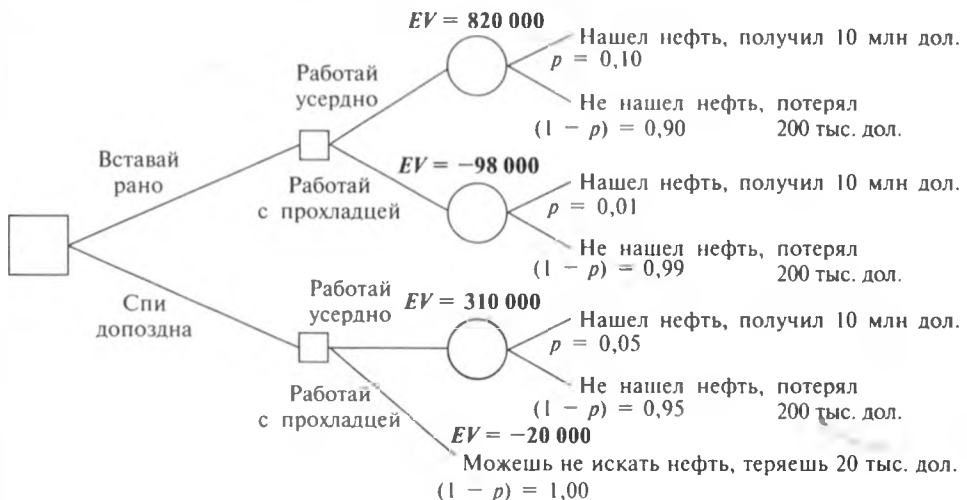 EV = 820 000
Нашел нефть, получил 10 млн дол.
p = 0,10
Работай
усердно
Не нашел нефть, потерял
(1 − p) = 0,90 200 тыс. дол.
Вставай
рано
EV = −98 000
Работай
с прохладцей
Нашел нефть, получил 10 млн дол.
p = 0,01
Не нашел нефть, потерял
(1 − p) = 0,99 200 тыс. дол.
Спи
допоздна
Работай
усердно
EV = 310 000
Нашел нефть, получил 10 млн дол.
p = 0,05
Не нашел нефть, потерял
(1 − p) = 0,95 200 тыс. дол.
Работай
с прохладцей
EV = −20 000
Можешь не искать нефть, теряешь 20 тыс. дол.
(1 − p) = 1,00